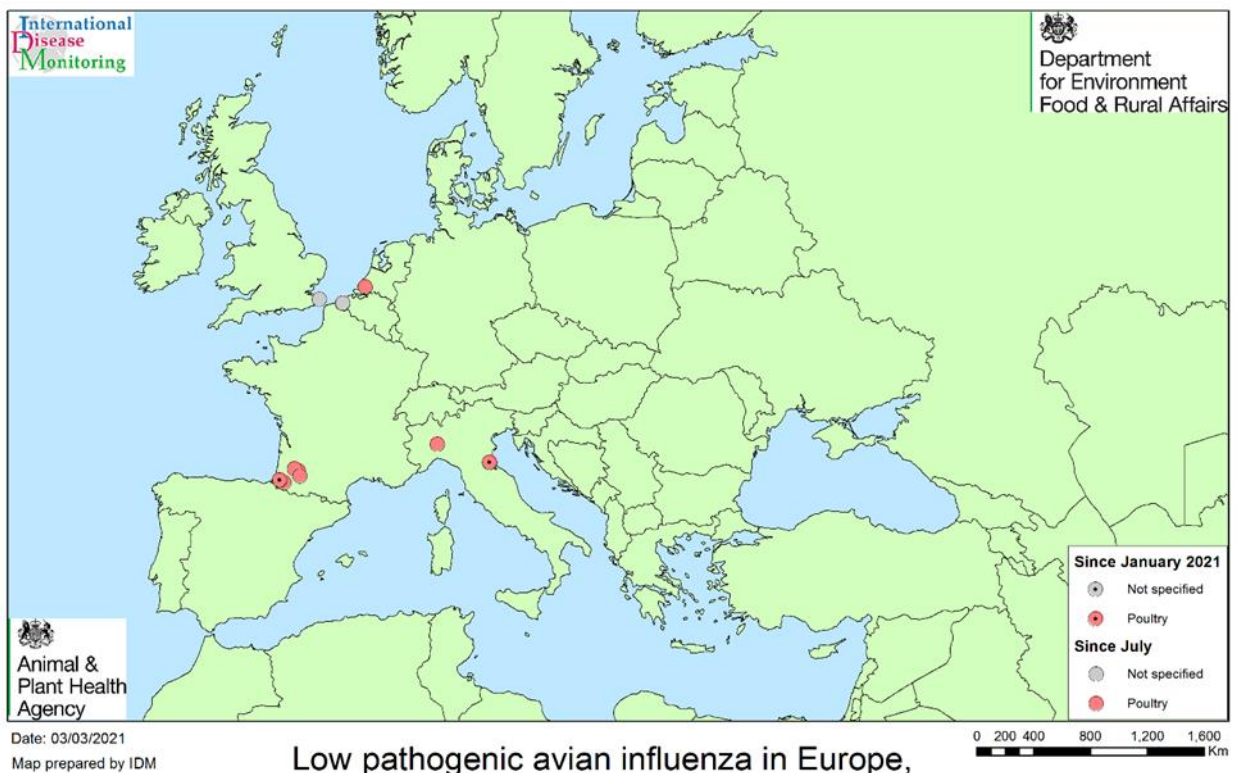 International
Disease
Monitoring
Department
for Environment
Food & Rural Affairs
Since January 2021
Not specified
Poultry
Since July
Not specified
Poultry
Animal &
Plant Health
Agency
Date: 03/03/2021
Map prepared by IDM
Low pathogenic avian influenza in Europe,
0 200 400 800 1,200 1,600
Km